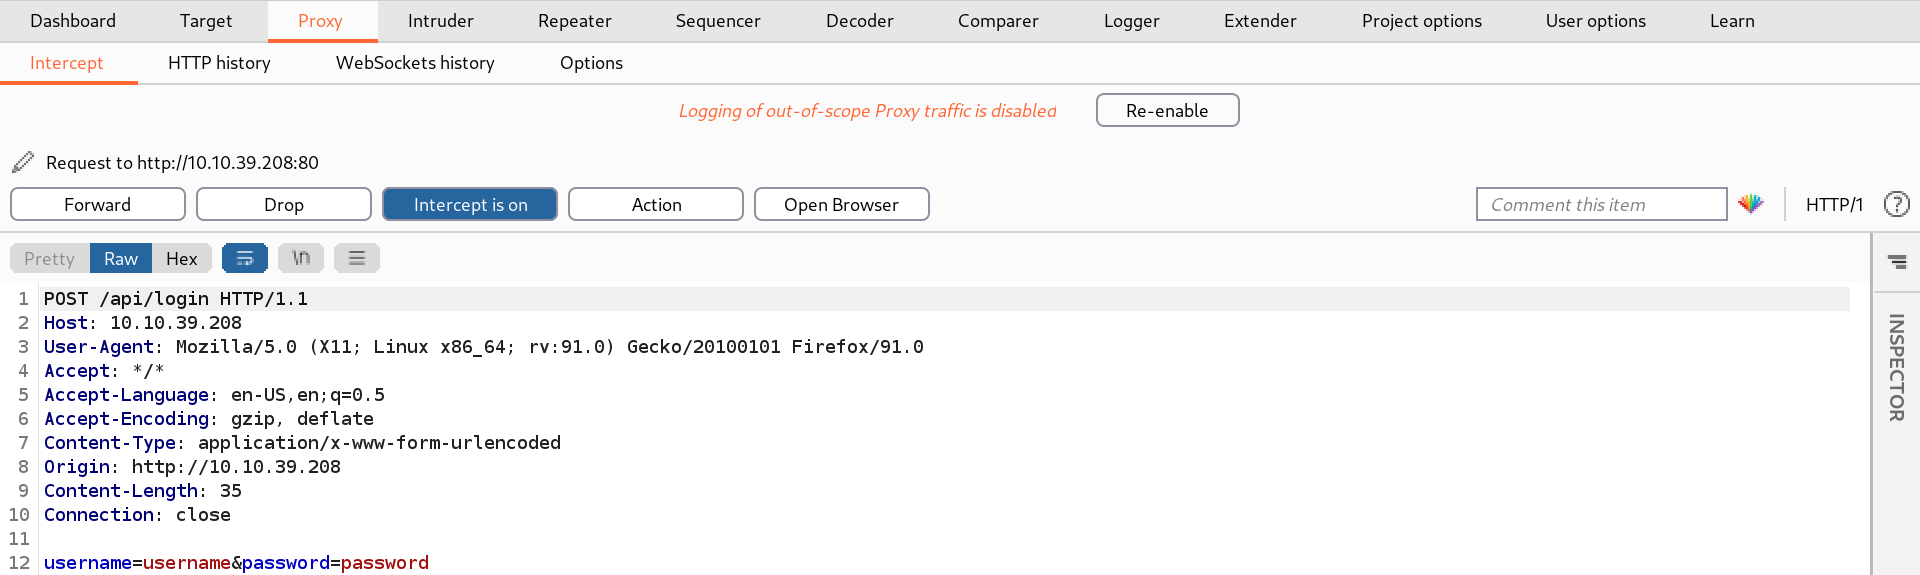 Dashboard Target Proxy Intruder Repeater Sequencer Decoder Comparer Logger Extender Project options User options Learn
Intercept HTTP history WebSockets history Options
Logging of out-of-scope Proxy traffic is disabled Re-enable
Request to http://10.10.39.208:80
Forward Drop Intercept is on Action Open Browser Comment this item HTTP/1 ?
Pretty Raw Hex \n
1 POST /api/login HTTP/1.1
2 Host: 10.10.39.208
3 User-Agent: Mozilla/5.0 (X11; Linux x86_64; rv:91.0) Gecko/20100101 Firefox/91.0
4 Accept: */*
5 Accept-Language: en-US,en;q=0.5
6 Accept-Encoding: gzip, deflate
7 Content-Type: application/x-www-form-urlencoded
8 Origin: http://10.10.39.208
9 Content-Length: 35
10 Connection: close
11
12 username=username&password=password
INSPECTOR